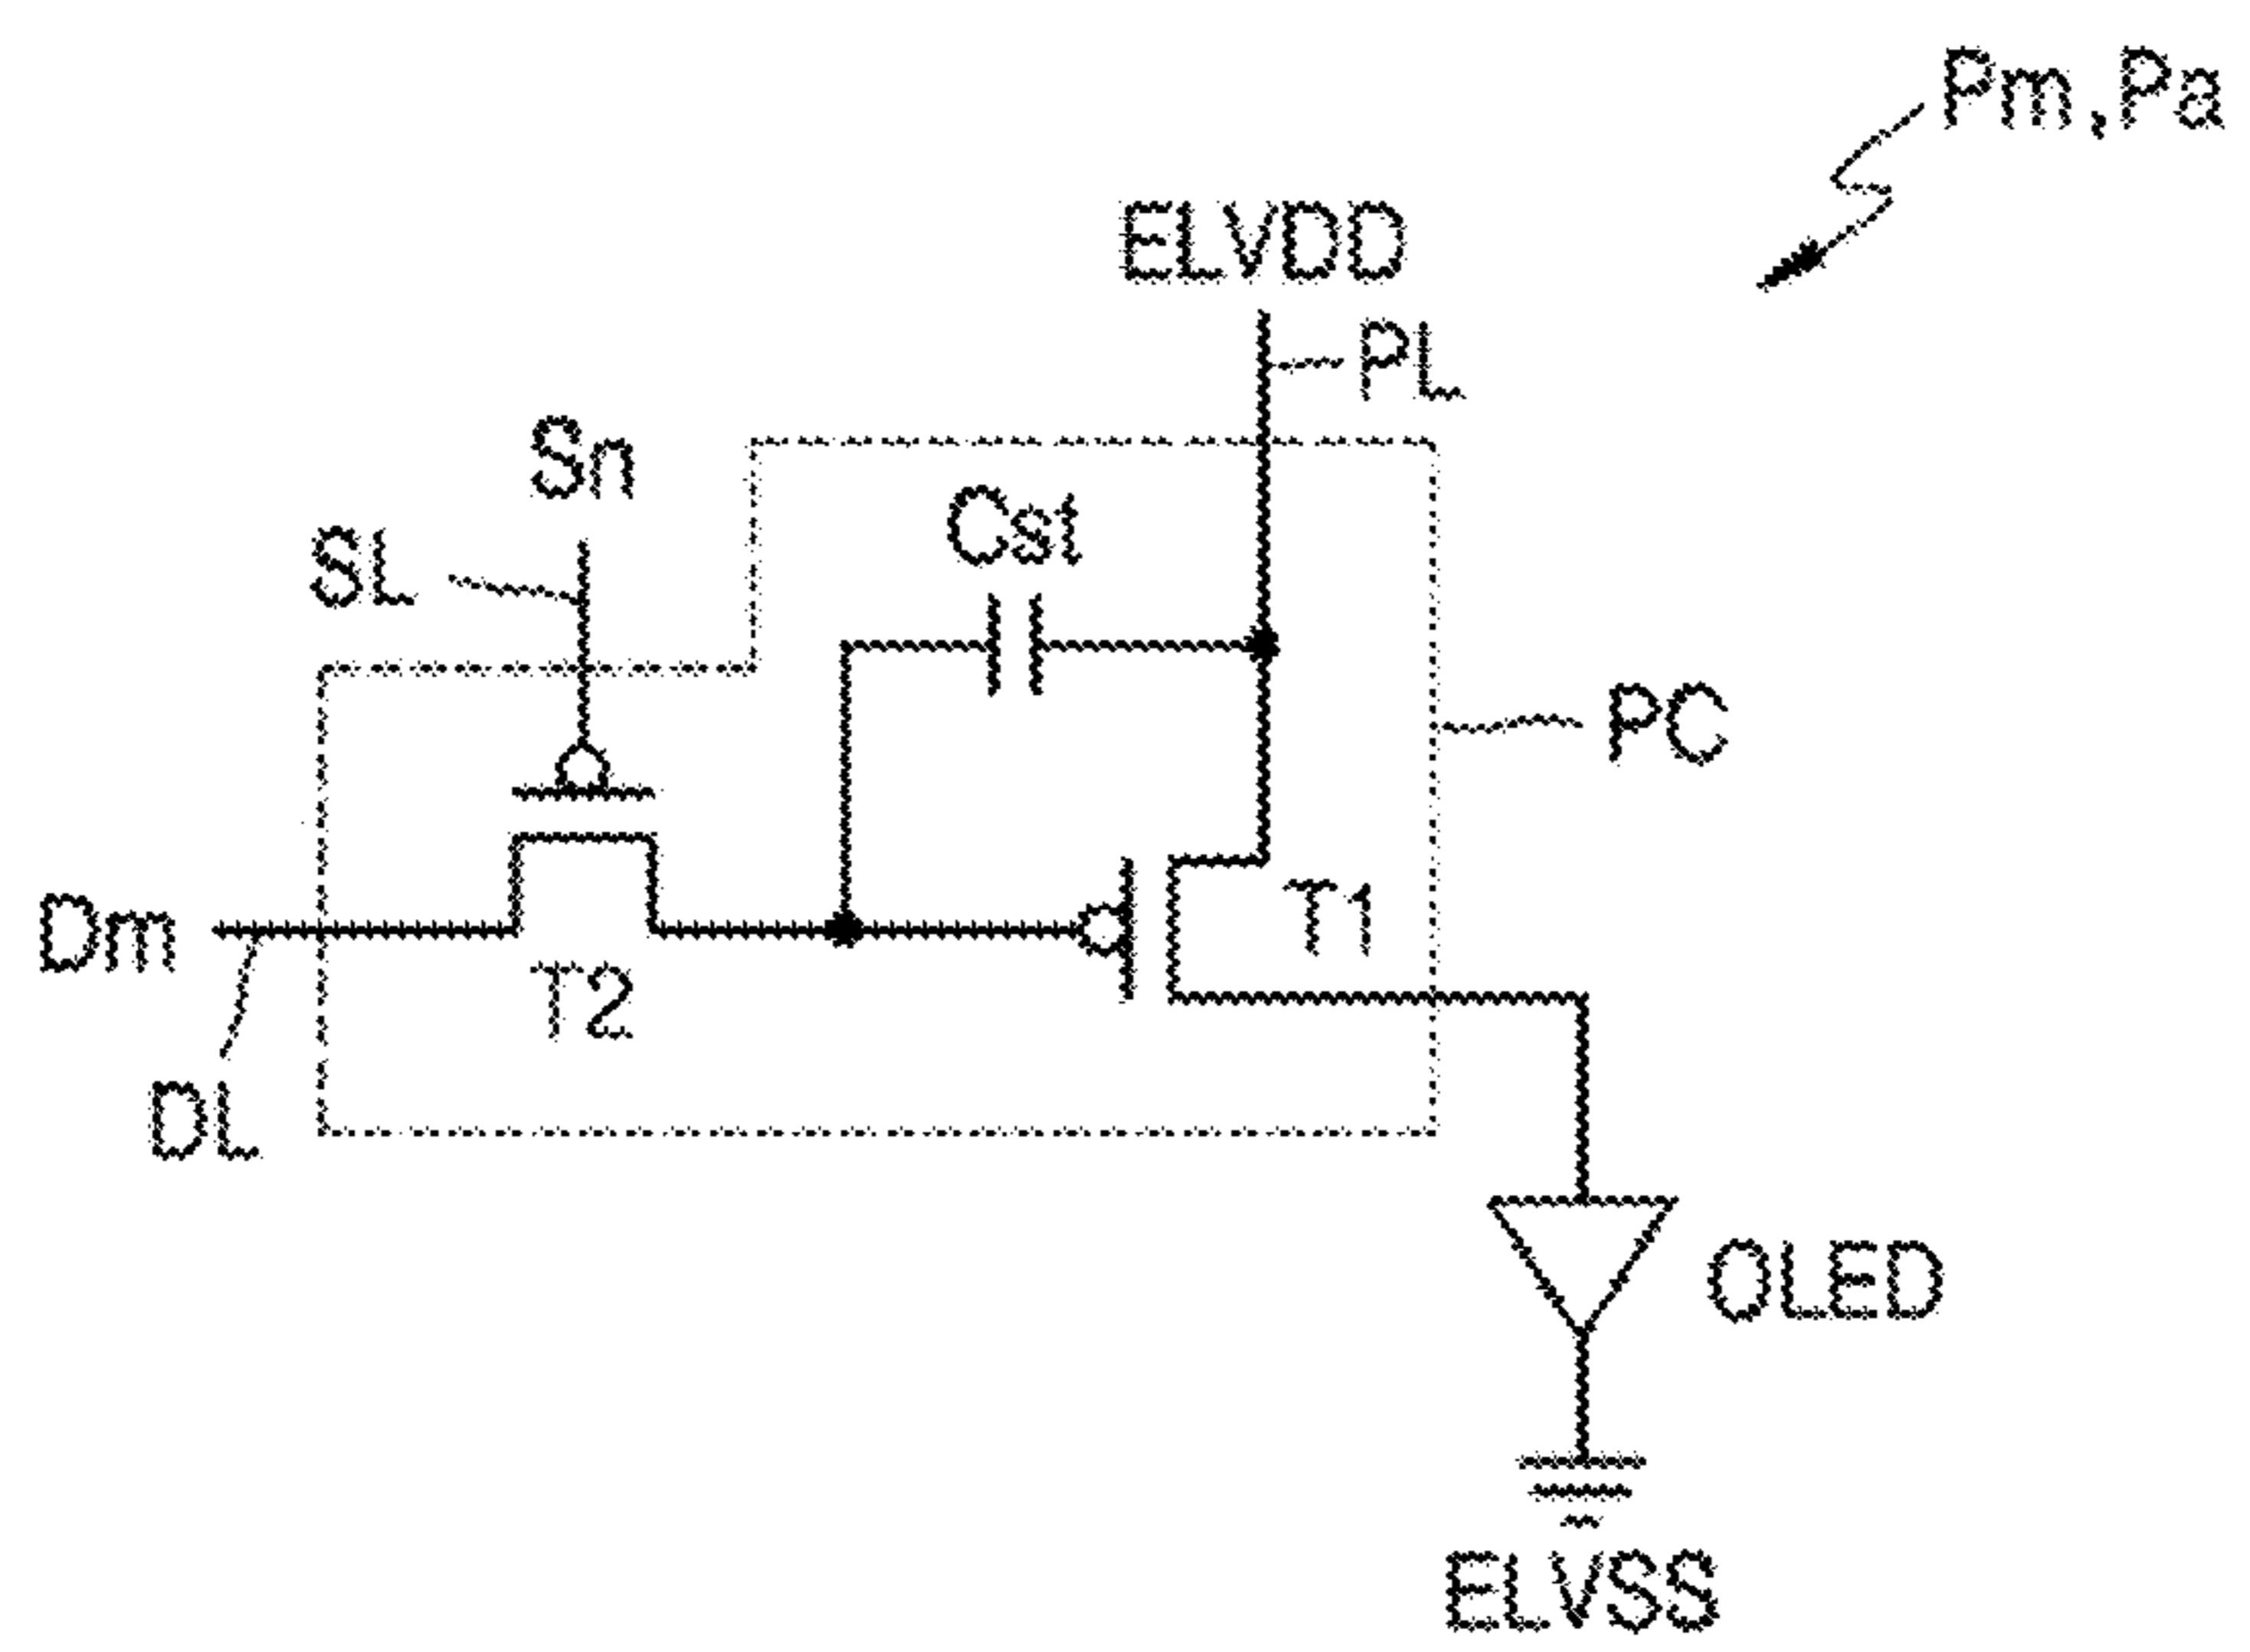 Pm,Pa
ELVDD
PL
Sn
Cst
SL
PC
T1
Dm
T2
DL
OLED
ELVSS